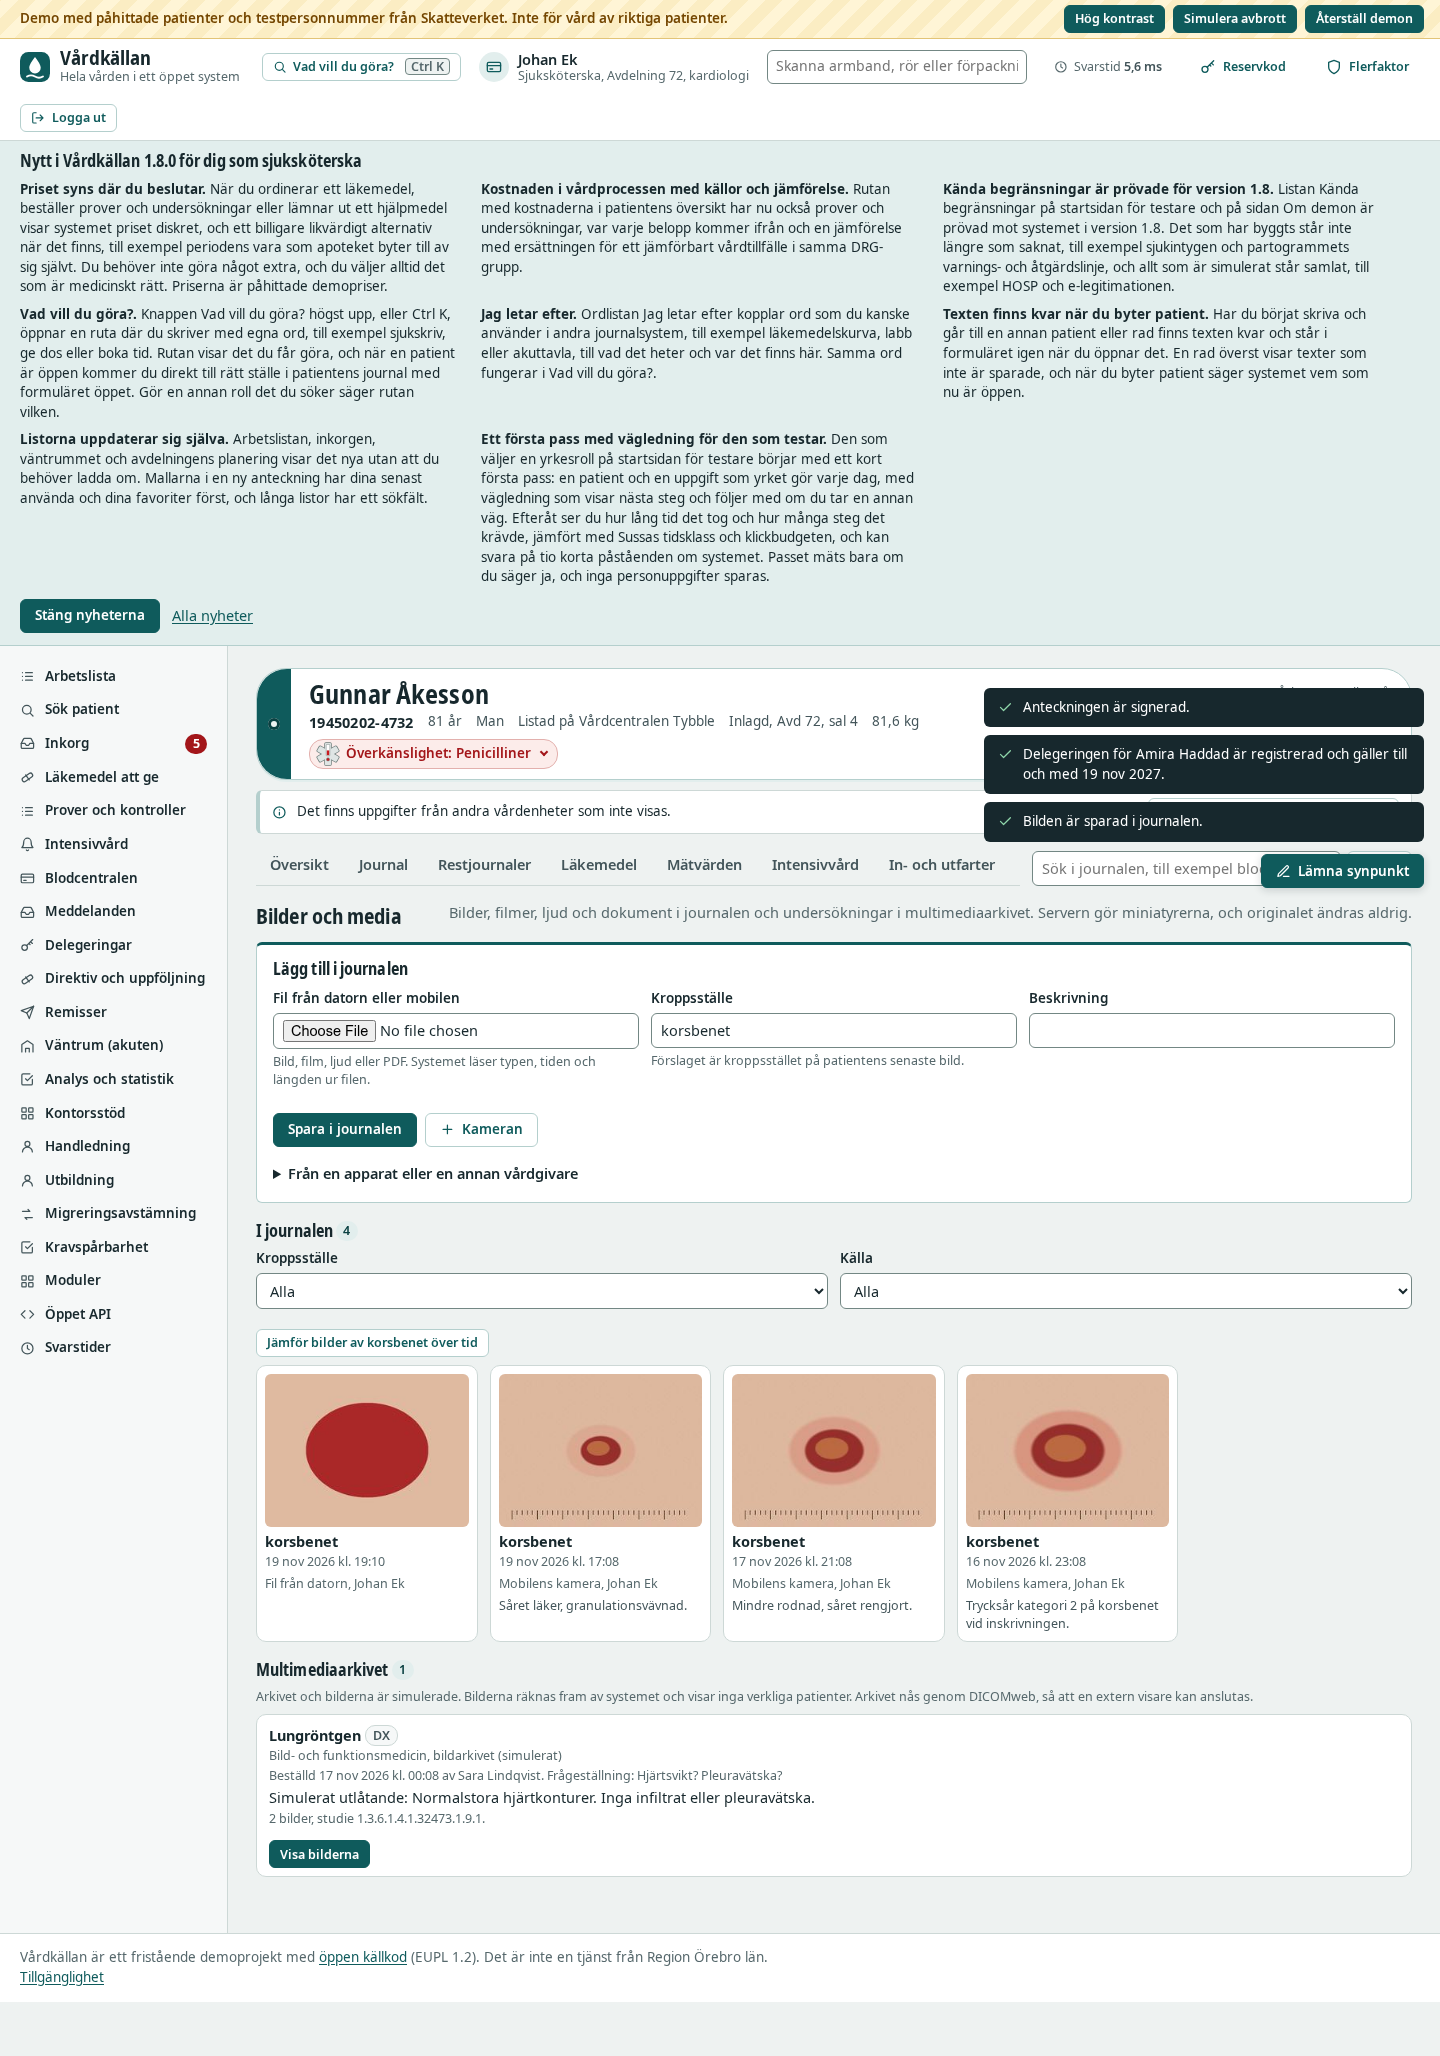 Demo med påhittade patienter och testpersonnummer från Skatteverket. Inte för vård av riktiga patienter.
Hög kontrast
Simulera avbrott
Återställ demon
Vårdkällan
Hela vården i ett öppet system
Vad vill du göra?
Ctrl K
Johan Ek
Sjuksköterska, Avdelning 72, kardiologi
Skanna armband, rör eller förpackni
Svarstid 5,6 ms
Reservkod
Flerfaktor
Logga ut
Nytt i Vårdkällan 1.8.0 för dig som sjuksköterska
Priset syns där du beslutar. När du ordinerar ett läkemedel,
beställer prover och undersökningar eller lämnar ut ett hjälpmedel
visar systemet priset diskret, och ett billigare likvärdigt alternativ
när det finns, till exempel periodens vara som apoteket byter till av
sig självt. Du behöver inte göra något extra, och du väljer alltid det
som är medicinskt rätt. Priserna är påhittade demopriser.
Kostnaden i vårdprocessen med källor och jämförelse. Rutan
med kostnaderna i patientens översikt har nu också prover och
undersökningar, var varje belopp kommer ifrån och en jämförelse
med ersättningen för ett jämförbart vårdtillfälle i samma DRG-
grupp.
Kända begränsningar är prövade för version 1.8. Listan Kända
begränsningar på startsidan för testare och på sidan Om demon är
prövad mot systemet i version 1.8. Det som har byggts står inte
längre som saknat, till exempel sjukintygen och partogrammets
varnings- och åtgärdslinje, och allt som är simulerat står samlat, till
exempel HOSP och e-legitimationen.
Vad vill du göra?. Knappen Vad vill du göra? högst upp, eller Ctrl K,
öppnar en ruta där du skriver med egna ord, till exempel sjukskriv,
ge dos eller boka tid. Rutan visar det du får göra, och när en patient
är öppen kommer du direkt till rätt ställe i patientens journal med
formuläret öppet. Gör en annan roll det du söker säger rutan
vilken.
Jag letar efter. Ordlistan Jag letar efter kopplar ord som du kanske
använder i andra journalsystem, till exempel läkemedelskurva, labb
eller akuttavla, till vad det heter och var det finns här. Samma ord
fungerar i Vad vill du göra?.
Texten finns kvar när du byter patient. Har du börjat skriva och
går till en annan patient eller rad finns texten kvar och står i
formuläret igen när du öppnar det. En rad överst visar texter som
inte är sparade, och när du byter patient säger systemet vem som
nu är öppen.
Listorna uppdaterar sig själva. Arbetslistan, inkorgen,
väntrummet och avdelningens planering visar det nya utan att du
behöver ladda om. Mallarna i en ny anteckning har dina senast
använda och dina favoriter först, och långa listor har ett sökfält.
Ett första pass med vägledning för den som testar. Den som
väljer en yrkesroll på startsidan för testare börjar med ett kort
första pass: en patient och en uppgift som yrket gör varje dag, med
vägledning som visar nästa steg och följer med om du tar en annan
väg. Efteråt ser du hur lång tid det tog och hur många steg det
krävde, jämfört med Sussas tidsklass och klickbudgeten, och kan
svara på tio korta påståenden om systemet. Passet mäts bara om
du säger ja, och inga personuppgifter sparas.
Stäng nyheterna
Alla nyheter
Arbetslista
Sök patient
Inkorg
5
Läkemedel att ge
Prover och kontroller
Intensivvård
Blodcentralen
Meddelanden
Delegeringar
Direktiv och uppföljning
Remisser
Väntrum (akuten)
Analys och statistik
Kontorsstöd
Handledning
Utbildning
Migreringsavstämning
Kravspårbarhet
Moduler
Öppet API
Svarstider
Gunnar Åkesson
19450202-4732
81 år
Man
Listad på Vårdcentralen Tybble
Inlagd, Avd 72, sal 4
81,6 kg
Överkänslighet: Penicilliner
Anteckningen är signerad.
Delegeringen för Amira Haddad är registrerad och gäller till
och med 19 nov 2027.
Bilden är sparad i journalen.
Det finns uppgifter från andra vårdenheter som inte visas.
Översikt
Journal
Restjournaler
Läkemedel
Mätvärden
Intensivvård
In- och utfarter
Sök i journalen, till exempel blo
Lämna synpunkt
Bilder och media
Bilder, filmer, ljud och dokument i journalen och undersökningar i multimediaarkivet. Servern gör miniatyrerna, och originalet ändras aldrig.
Lägg till i journalen
Fil från datorn eller mobilen
Choose File No file chosen
Bild, film, ljud eller PDF. Systemet läser typen, tiden och
längden ur filen.
Kroppsställe
korsbenet
Förslaget är kroppsstället på patientens senaste bild.
Beskrivning
Spara i journalen
Kameran
Från en apparat eller en annan vårdgivare
I journalen 4
Kroppsställe
Alla
Källa
Alla
Jämför bilder av korsbenet över tid
korsbenet
19 nov 2026 kl. 19:10
Fil från datorn, Johan Ek
korsbenet
19 nov 2026 kl. 17:08
Mobilens kamera, Johan Ek
Såret läker, granulationsvävnad.
korsbenet
17 nov 2026 kl. 21:08
Mobilens kamera, Johan Ek
Mindre rodnad, såret rengjort.
korsbenet
16 nov 2026 kl. 23:08
Mobilens kamera, Johan Ek
Trycksår kategori 2 på korsbenet
vid inskrivningen.
Multimediaarkivet 1
Arkivet och bilderna är simulerade. Bilderna räknas fram av systemet och visar inga verkliga patienter. Arkivet nås genom DICOMweb, så att en extern visare kan anslutas.
Lungröntgen DX
Bild- och funktionsmedicin, bildarkivet (simulerat)
Beställd 17 nov 2026 kl. 00:08 av Sara Lindqvist. Frågeställning: Hjärtsvikt? Pleuravätska?
Simulerat utlåtande: Normalstora hjärtkonturer. Inga infiltrat eller pleuravätska.
2 bilder, studie 1.3.6.1.4.1.32473.1.9.1.
Visa bilderna
Vårdkällan är ett fristående demoprojekt med öppen källkod (EUPL 1.2). Det är inte en tjänst från Region Örebro län.
Tillgänglighet